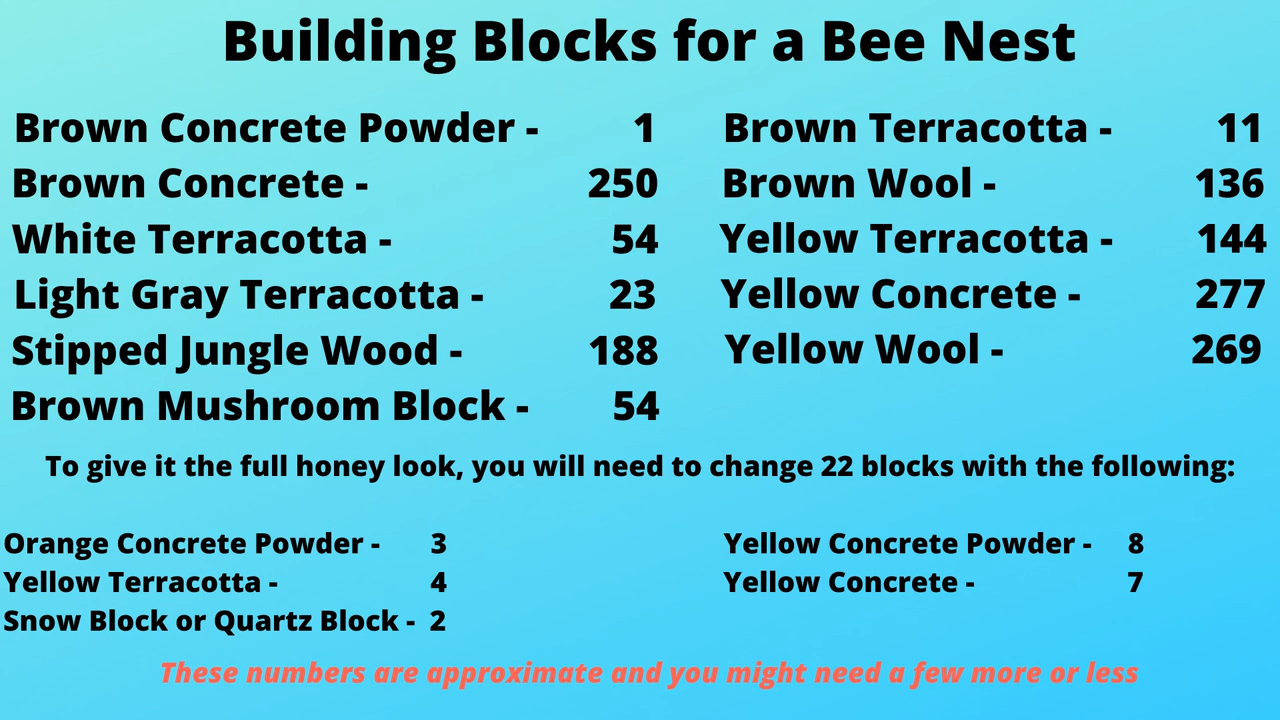 Building Blocks for a Bee Nest
Brown Concrete Powder - 1
Brown Concrete - 250
White Terracotta - 54
Light Gray Terracotta - 23
Stipped Jungle Wood - 188
Brown Mushroom Block - 54
Brown Terracotta - 11
Brown Wool - 136
Yellow Terracotta - 144
Yellow Concrete - 277
Yellow Wool - 269
To give it the full honey look, you will need to change 22 blocks with the following:
Orange Concrete Powder - 3
Yellow Terracotta - 4
Snow Block or Quartz Block - 2
Yellow Concrete Powder - 8
Yellow Concrete - 7
These numbers are approximate and you might need a few more or less